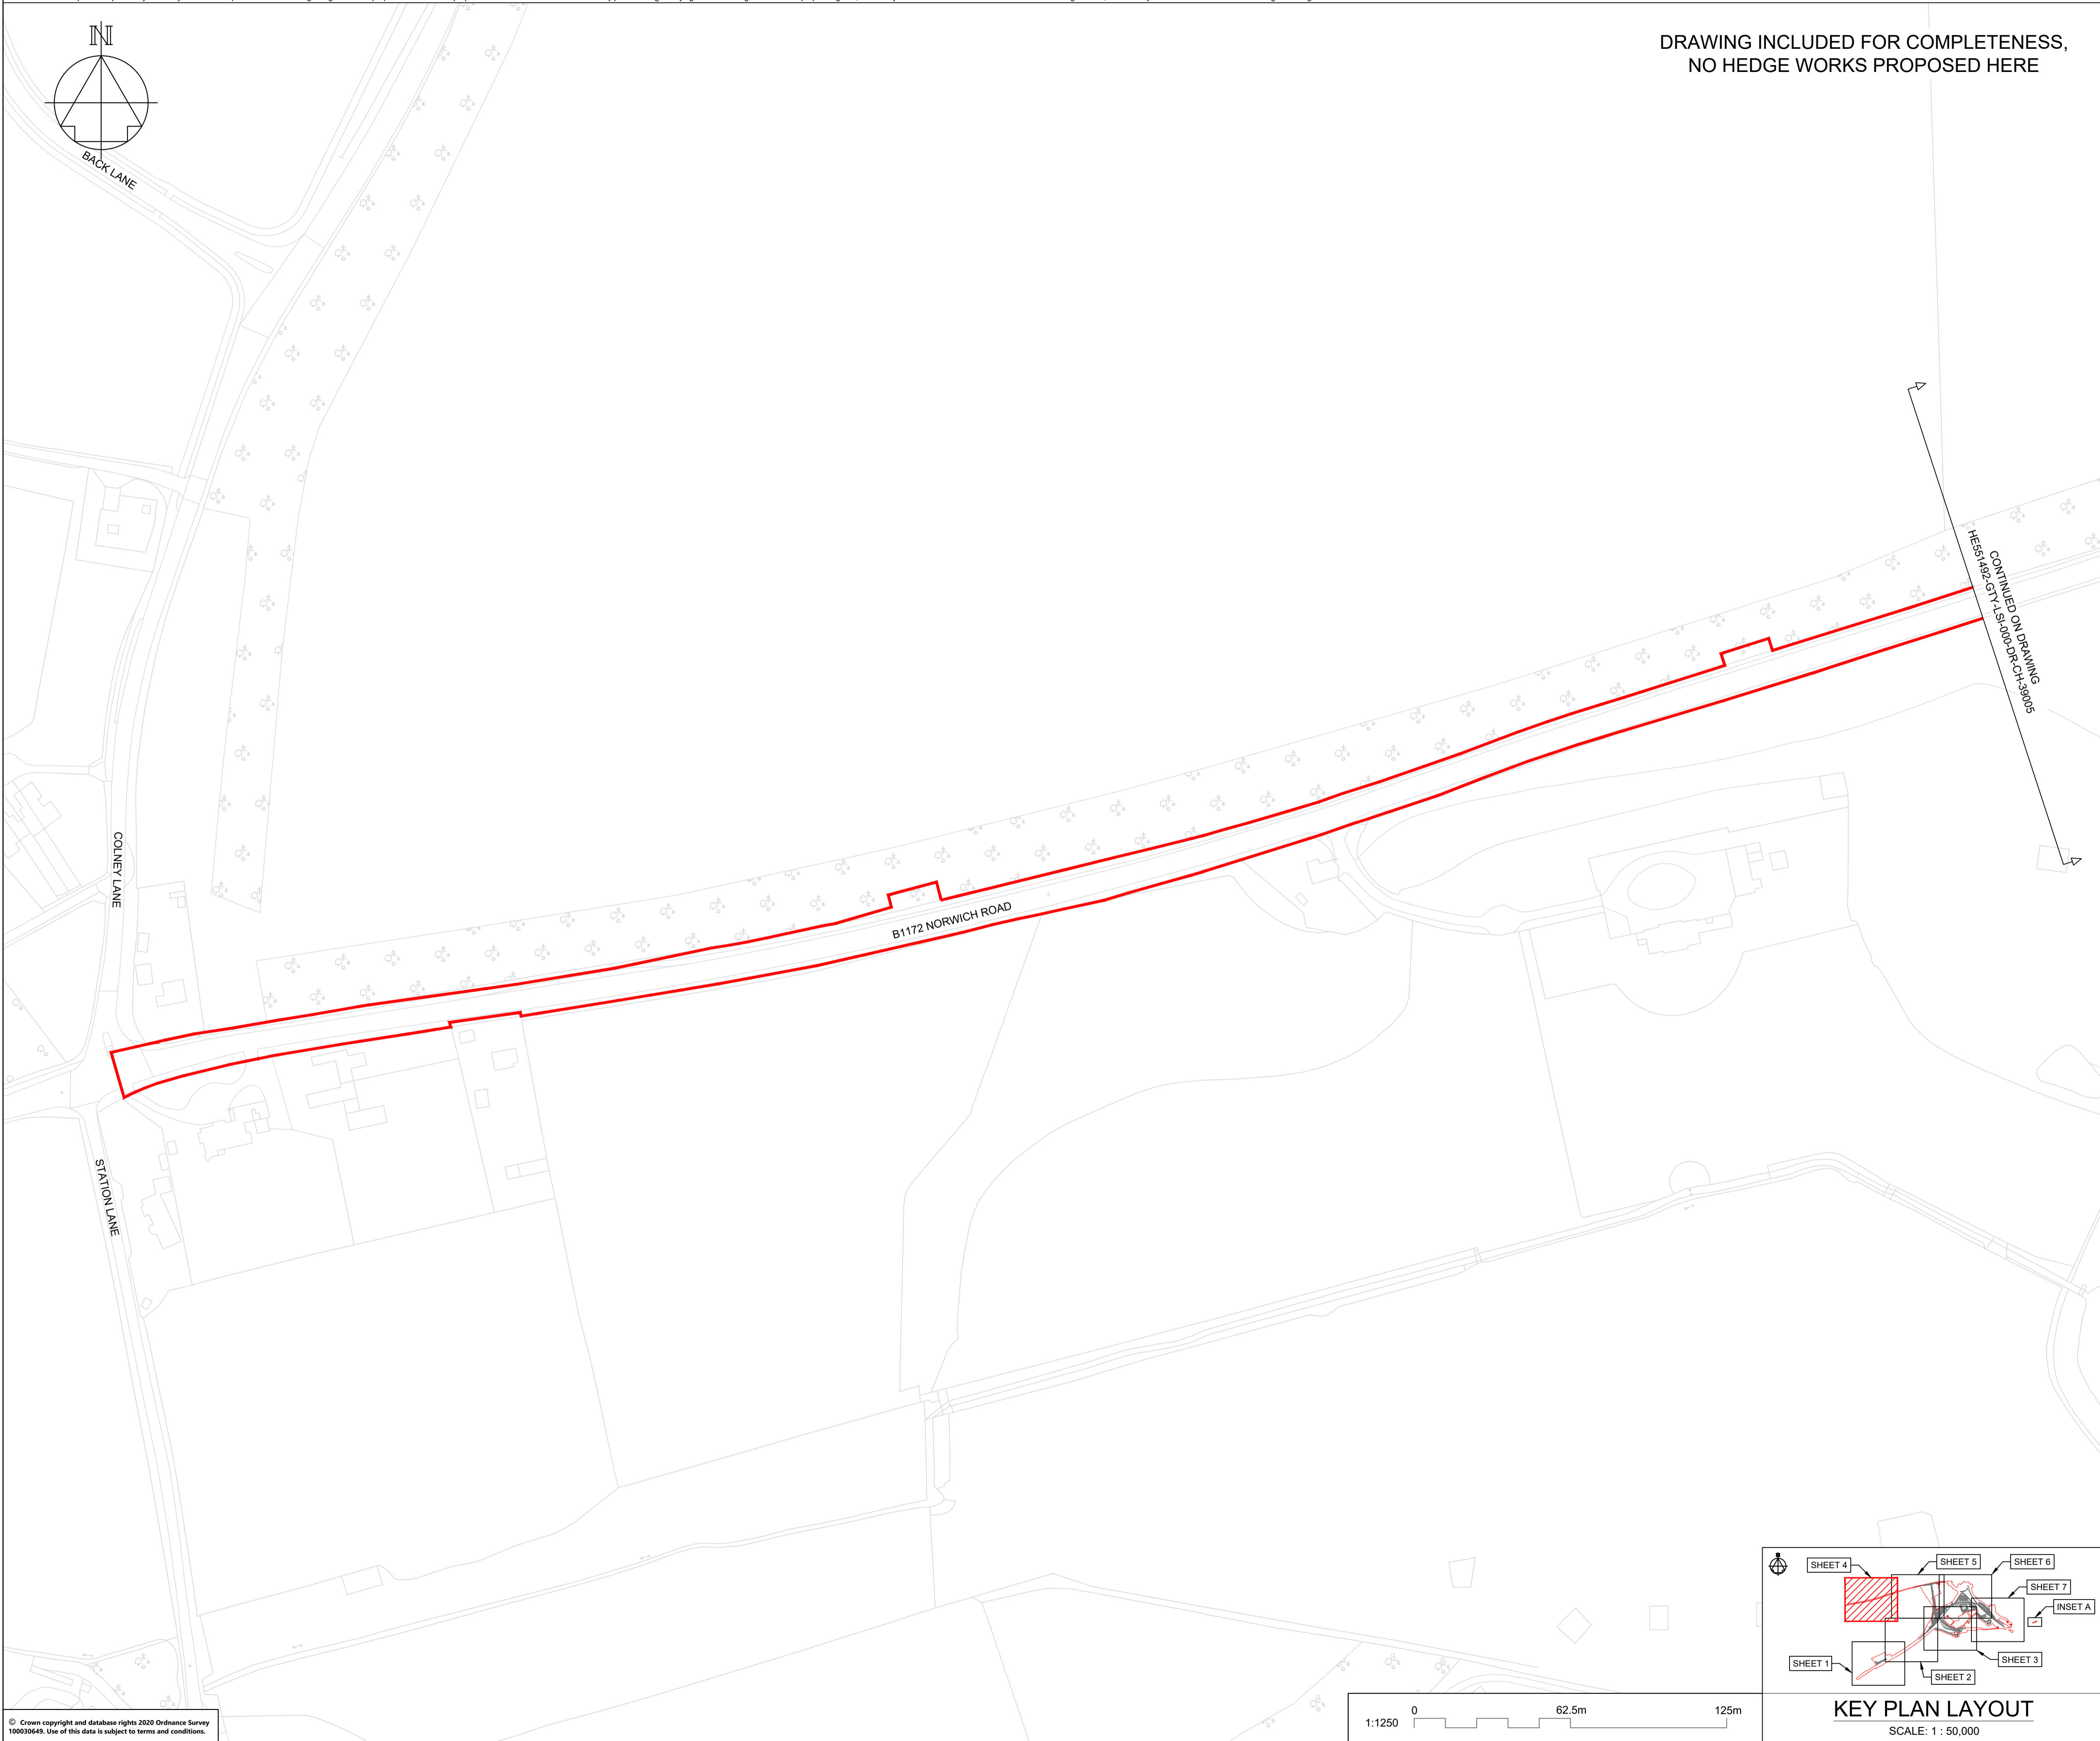 N
DRAWING INCLUDED FOR COMPLETENESS,
NO HEDGE WORKS PROPOSED HERE
BACK LANE
CONTINUED ON DRAWING
HE551492-GTY-LSI-000-DR-CH-39005
COLNEY LANE
B1172 NORWICH ROAD
STATION LANE
SHEET 4
SHEET 5
SHEET 6
SHEET 7
INSET A
SHEET 1
SHEET 2
SHEET 3
KEY PLAN LAYOUT
SCALE: 1 : 50,000
1:1250
0
62.5m
125m
© Crown copyright and database rights 2020 Ordnance Survey
100030649. Use of this data is subject to terms and conditions.